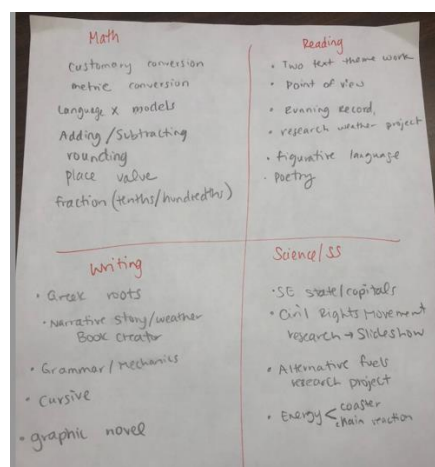 Math
customary conversion
metric conversion
Language x models
Adding/Subtracting
rounding
place value
fraction (tenths/hundredths)
Reading
• Two text theme work
• Point of view
• Running Record,
• research weather project
• figurative language
• Poetry
Writing
• Greek roots
• Narrative story/weather
Book creator
• Grammar/Mechanics
• Cursive
• graphic novel
Science/SS
• SE state/capitals
• Civil Rights Movement
research → Slideshow
• Alternative fuels
research project
• Energy < coaster
chain reaction